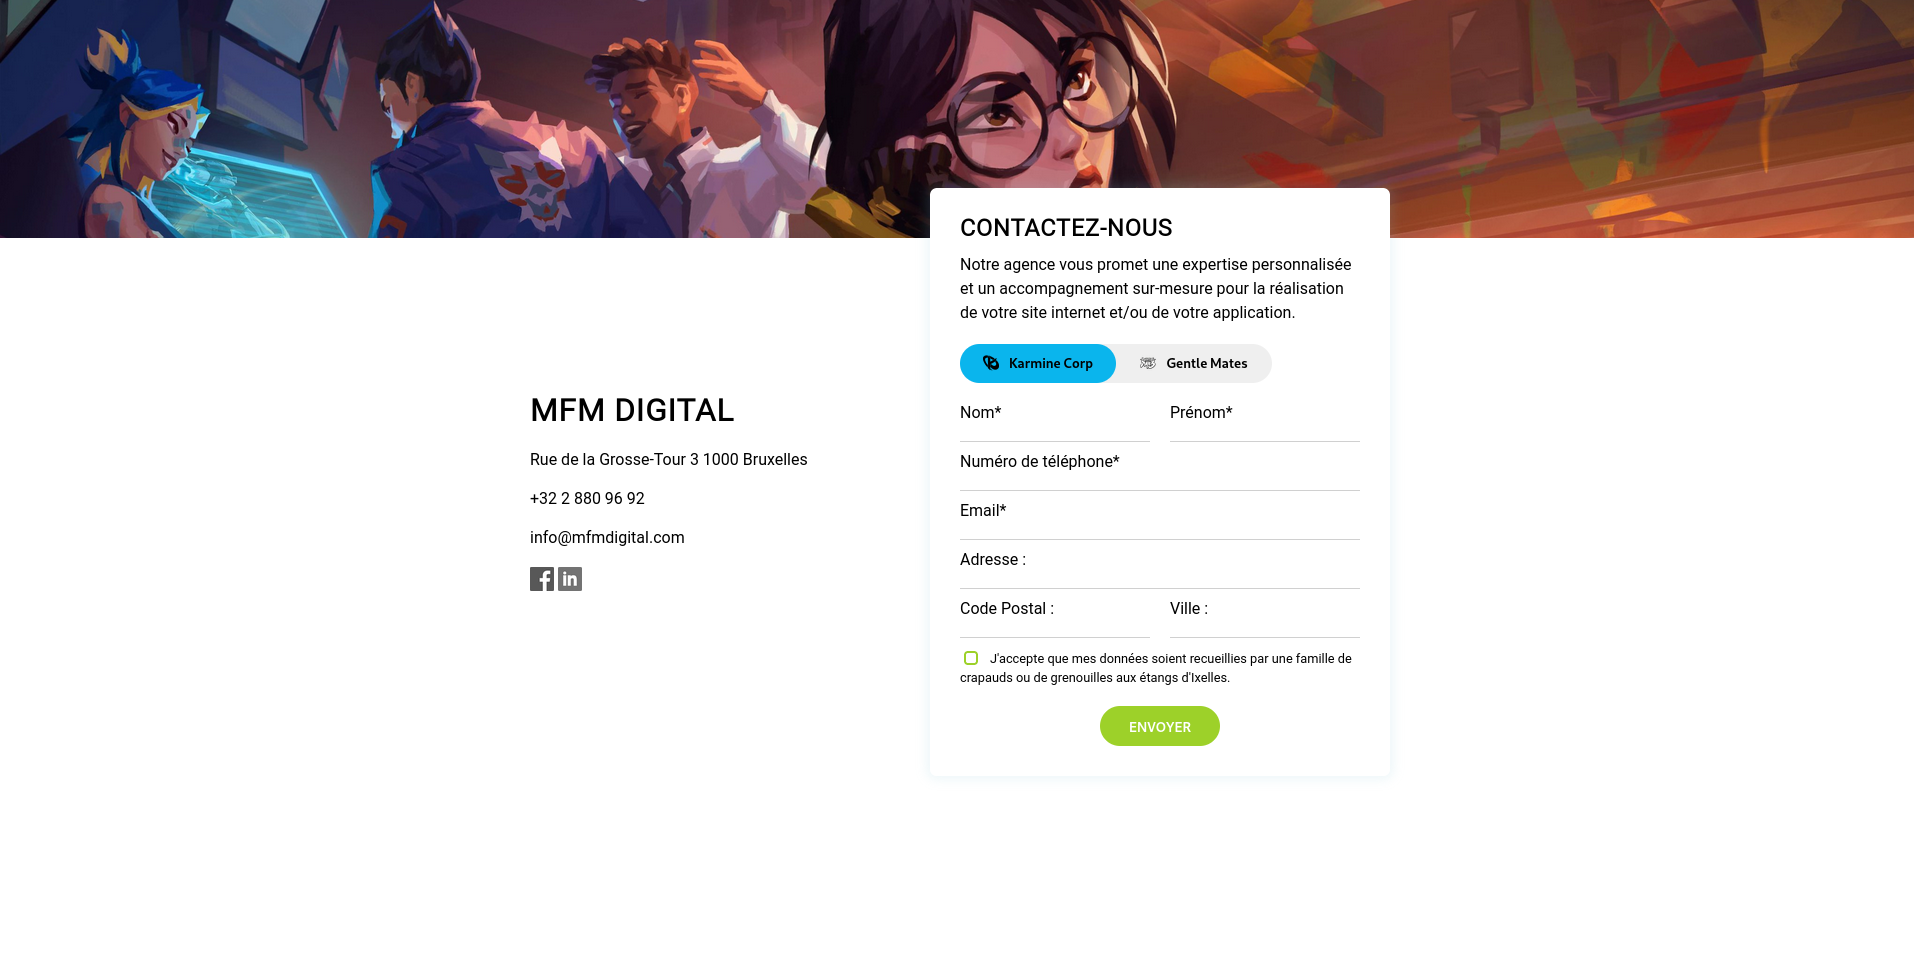 MFM DIGITAL
Rue de la Grosse-Tour 3 1000 Bruxelles
+32 2 880 96 92
info@mfmdigital.com
CONTACTEZ-NOUS
Notre agence vous promet une expertise personnalisée
et un accompagnement sur-mesure pour la réalisation
de votre site internet et/ou de votre application.
Karmine Corp Gentle Mates
Nom* Prénom*
Numéro de téléphone*
Email*
Adresse :
Code Postal : Ville :
J'accepte que mes données soient recueillies par une famille de
crapauds ou de grenouilles aux étangs d'Ixelles.
ENVOYER